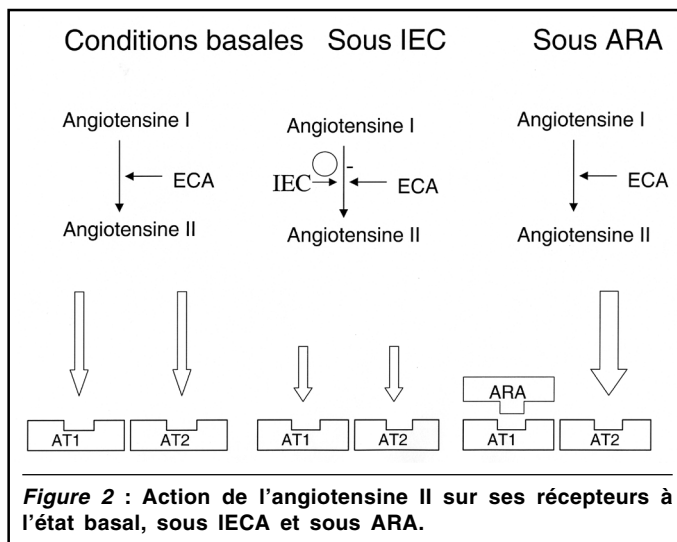 Conditions basales Sous IEC Sous ARA
Angiotensine I
ECA
Angiotensine II
AT1
AT2
Angiotensine I
-
IEC
ECA
Angiotensine II
AT1
AT2
Angiotensine I
ECA
Angiotensine II
ARA
AT1
AT2
Figure 2 : Action de l'angiotensine II sur ses récepteurs à
l'état basal, sous IECA et sous ARA.